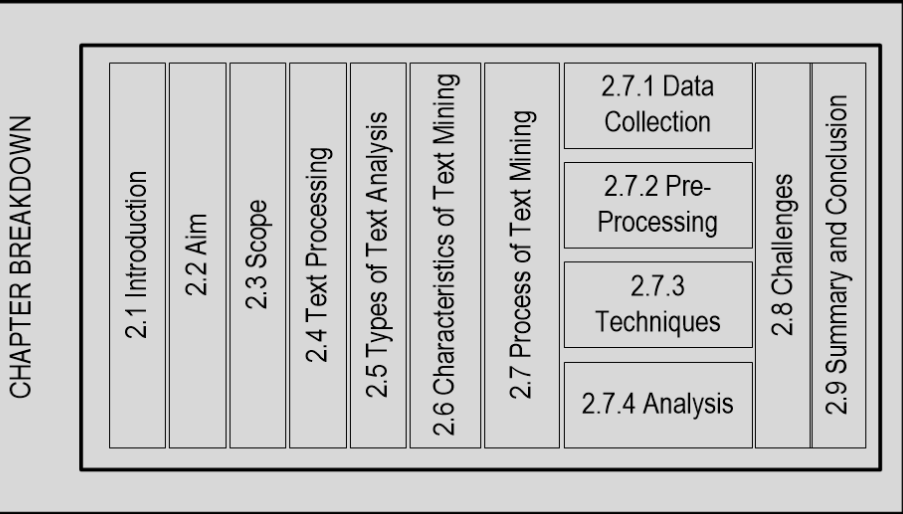 CHAPTER BREAKDOWN
2.1 Introduction
2.2 Aim
2.3 Scope
2.4 Text Processing
2.5 Types of Text Analysis
2.6 Characteristics of Text Mining
2.7 Process of Text Mining
2.7.1 Data
Collection
2.7.2 Pre-
Processing
2.7.3
Techniques
2.7.4 Analysis
2.8 Challenges
2.9 Summary and Conclusion